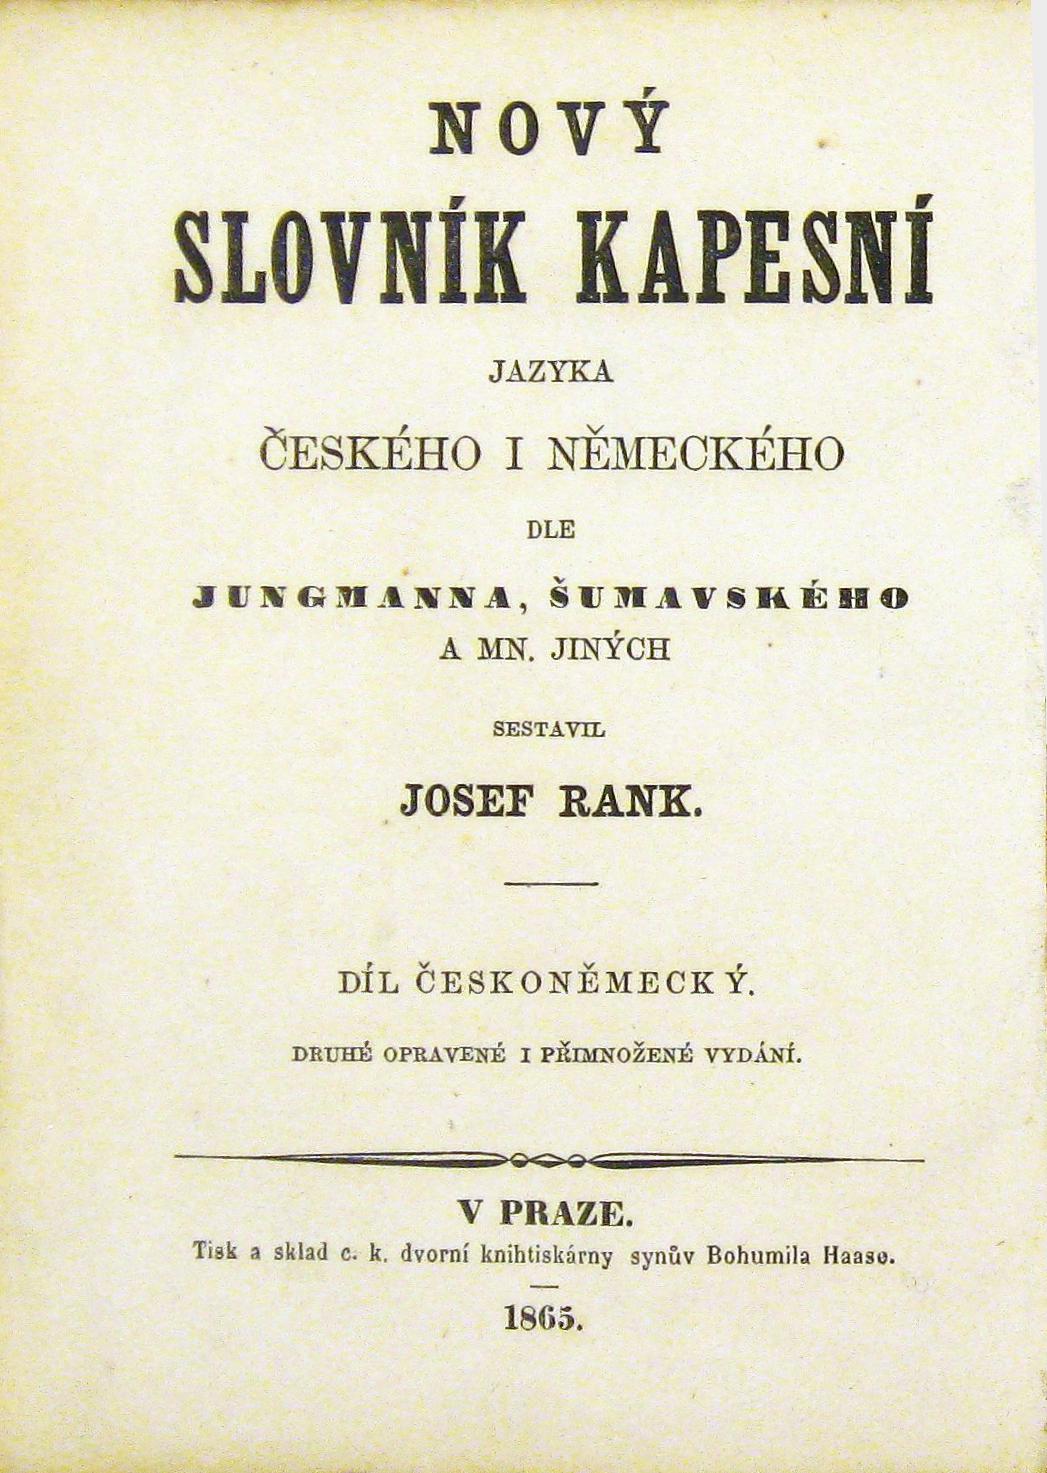 NOVÝ
SLOVNÍK KAPESNÍ
JAZYKA
ČESKÉHO I NĚMECKÉHO
DLE
JUNGMANNA, ŠUMAVSKÉHO
A MN. JINÝCH
SESTAVIL
JOSEF RANK.
DÍL ČESKONĚMECKÝ.
DRUHÉ OPRAVENÉ I PŘIMNOŽENÉ VYDÁNÍ.
V PRAZE.
Tisk a sklad c. k. dvorní knihtiskárny synův Bohumila Haase.
1865.